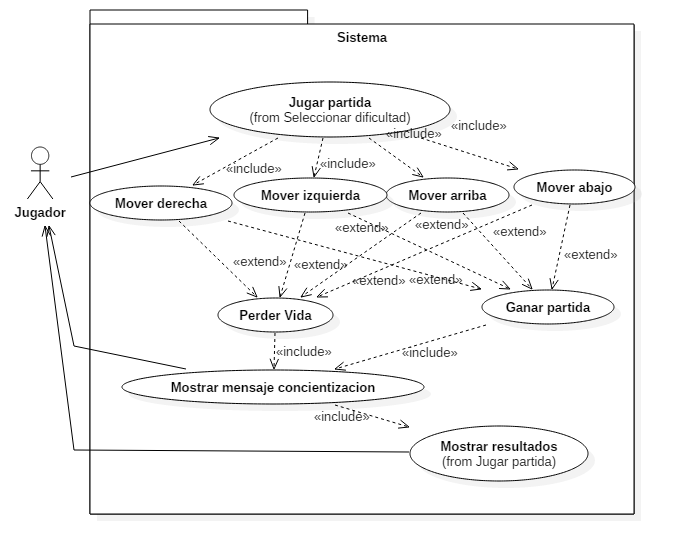 Sistema
Jugar partida
(from Seleccionar dificultad)
«include»
«include»
«include»
«include»
Jugador
Mover derecha
Mover izquierda
Mover arriba
Mover abajo
«extend»
«extend»
«extend»
«extend»
«extend»
«extend»
«extend»
«extend»
Perder Vida
Ganar partida
«include»
«include»
Mostrar mensaje concientizacion
«include»
Mostrar resultados
(from Jugar partida)